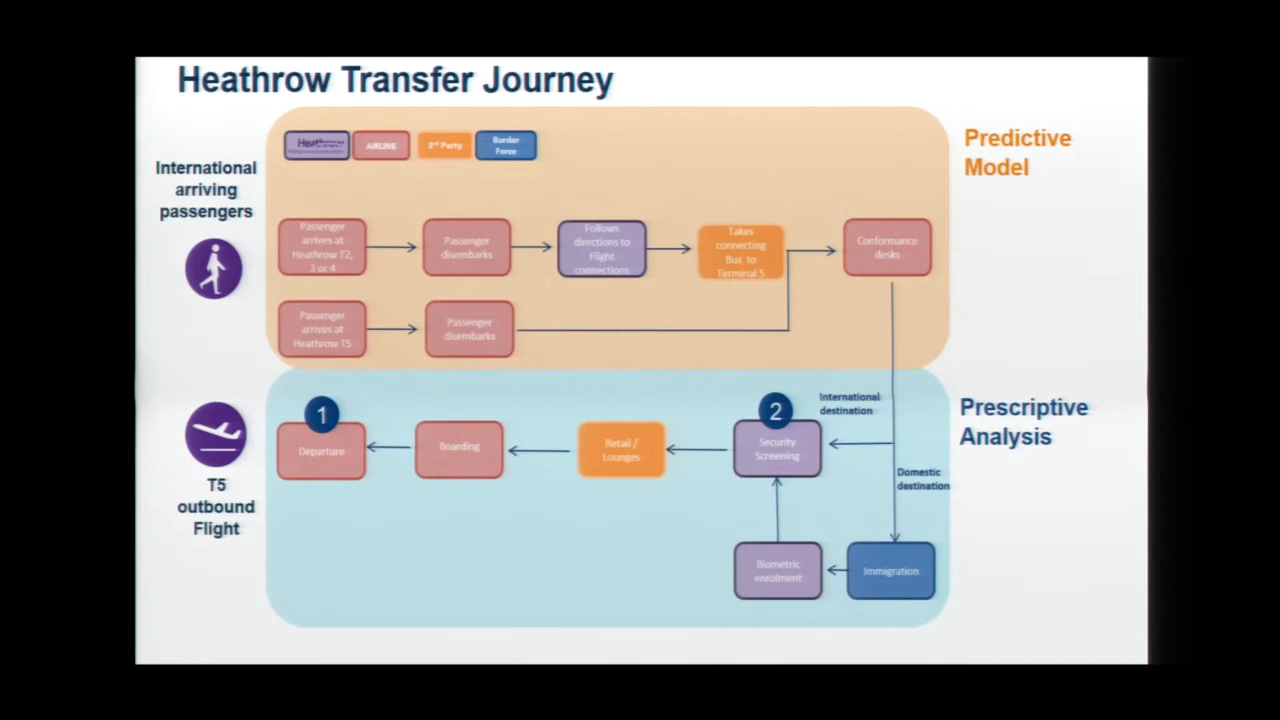 Heathrow Transfer Journey
Heathrow
AIRLINE
3rd Party
Border
Force
Predictive
Model
International
arriving
passengers
Passenger
arrives at
Heathrow T2,
3 or 4
Passenger
disembarks
Follows
directions to
Flight
connections
Takes
connecting
Bus to
Terminal 5
Conformance
desks
Passenger
arrives at
Heathrow T5
Passenger
disembarks
Prescriptive
Analysis
T5
outbound
Flight
1
Departure
Boarding
Retail /
Lounges
2
Security
Screening
International
destination
Domestic
destination
Biometric
enrolment
Immigration